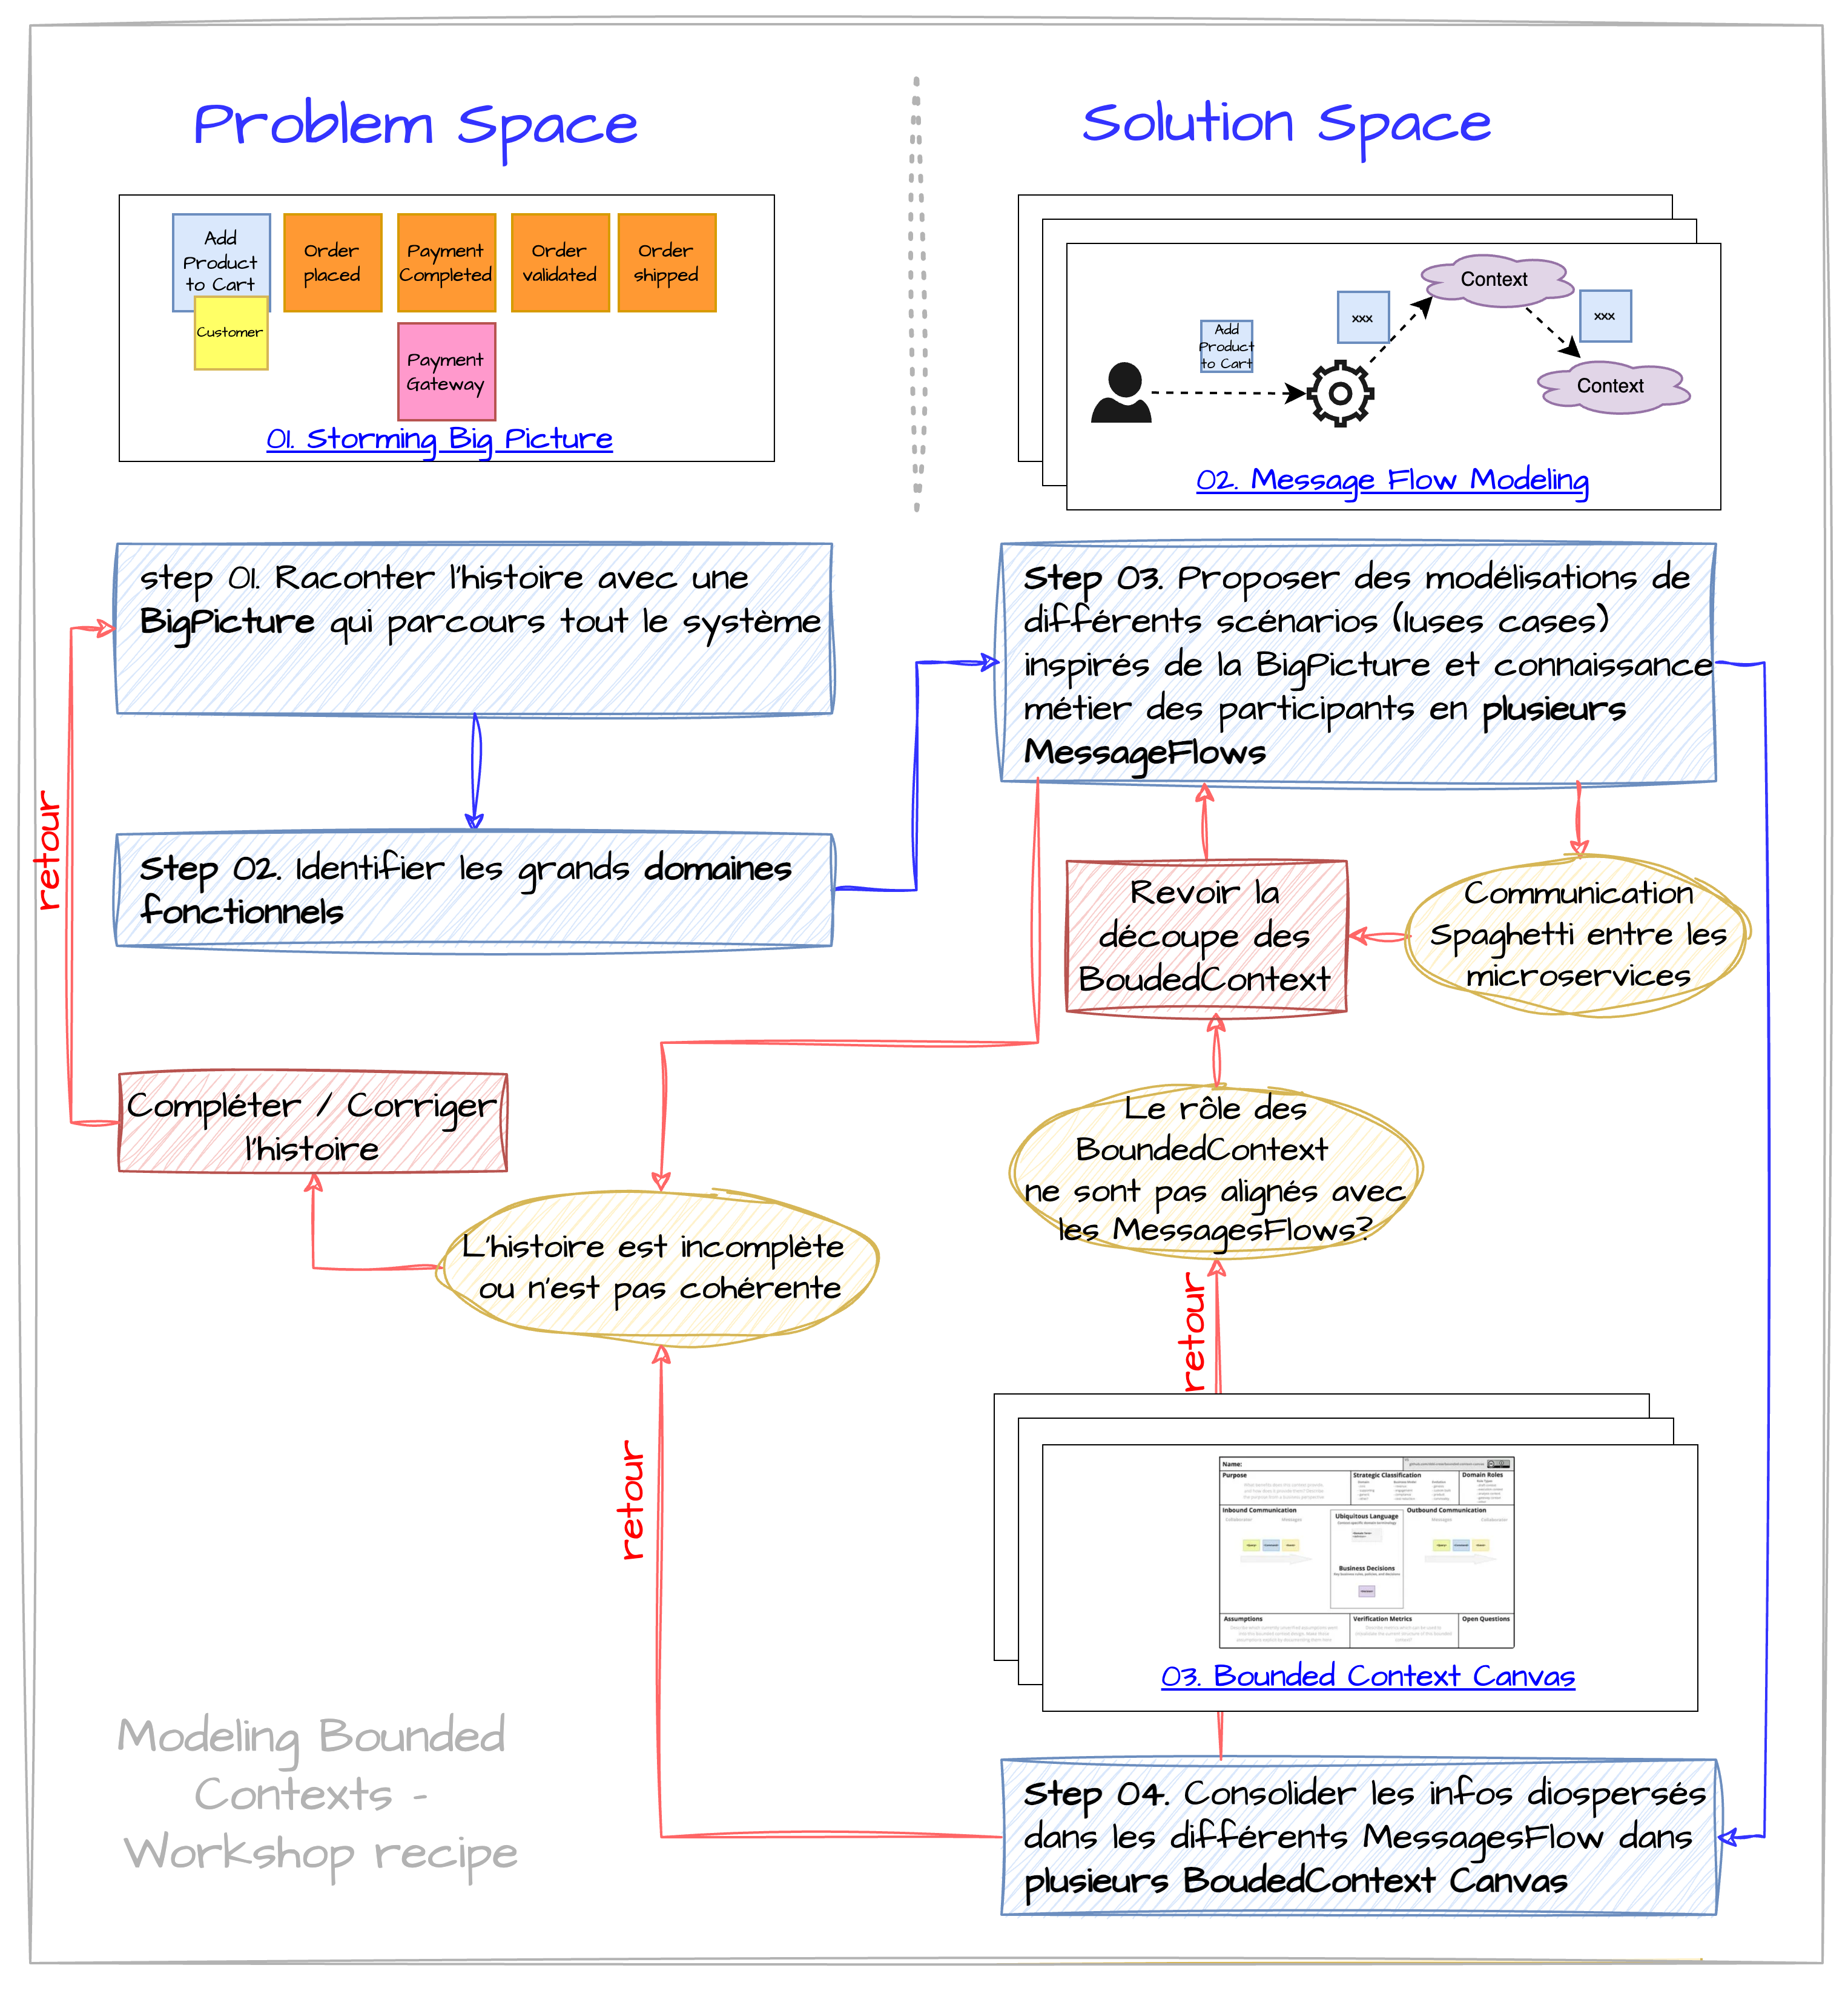 Problem Space
Solution Space
Add
Product
to Cart
Customer
Order
placed
Payment
Completed
Order
validated
Order
shipped
Payment
Gateway
01. Storming Big Picture
Add
Product
to Cart
xxx
Context
xxx
Context
02. Message Flow Modeling
step 01. Raconter l'histoire avec une
BigPicture qui parcours tout le système
Step 02. Identifier les grands domaines
fonctionnels
Step 03. Proposer des modélisations de
différents scénarios (luses cases)
inspirés de la BigPicture et connaissance
métier des participants en plusieurs
MessageFlows
retour
Revoir la
découpe des
BoudedContext
Communication
Spaghetti entre les
microservices
Compléter / Corriger
l'histoire
L'histoire est incomplète
ou n'est pas cohérente
Le rôle des
BoundedContext
ne sont pas alignés avec
les MessagesFlows?
retour
retour
Name:
Purpose
Strategic Classification
Domain Roles
Inbound Communication
Outbound Communication
Collaborator
Messages
Messages
Collaborator
Ubiquitous Language
Business Decisions
Assumptions
Verification Metrics
Open Questions
03. Bounded Context Canvas
Step 04. Consolider les infos diospersés
dans les différents MessagesFlow dans
plusieurs BoudedContext Canvas
Modeling Bounded
Contexts -
Workshop recipe